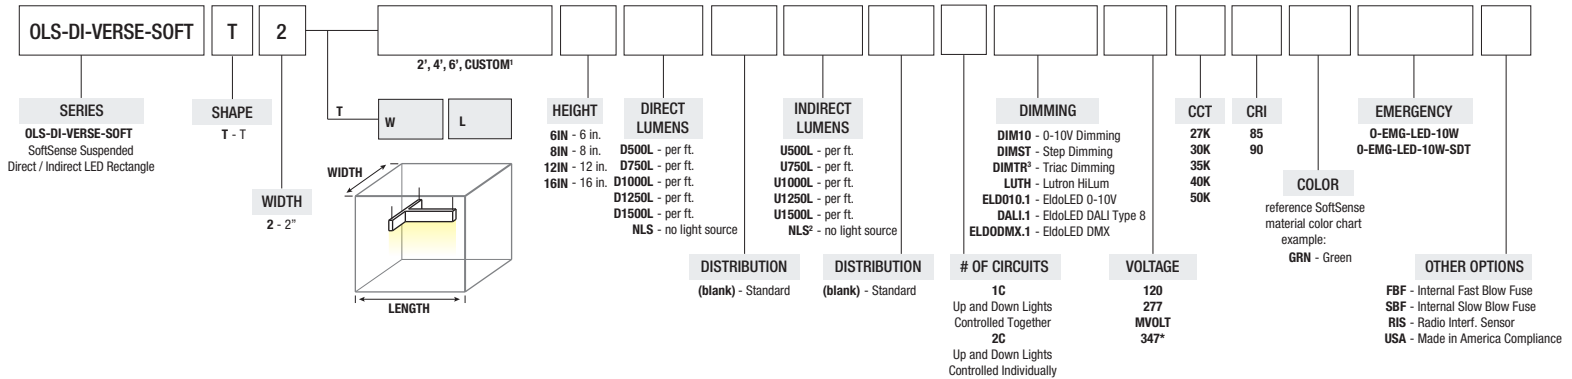 OLS-DI-VERSE-SOFT T 2
2', 4', 6', CUSTOM¹
SERIES
OLS-DI-VERSE-SOFT
SoftSense Suspended
Direct / Indirect LED Rectangle
SHAPE
T - T
WIDTH
2 - 2”
T
W
L
WIDTH
LENGTH
HEIGHT
6IN - 6 in.
8IN - 8 in.
12IN - 12 in.
16IN - 16 in.
DIRECT
LUMENS
D500L - per ft.
D750L - per ft.
D1000L - per ft.
D1250L - per ft.
D1500L - per ft.
NLS - no light source
DISTRIBUTION
(blank) - Standard
INDIRECT
LUMENS
U500L - per ft.
U750L - per ft.
U1000L - per ft.
U1250L - per ft.
U1500L - per ft.
NLS² - no light source
DISTRIBUTION
(blank) - Standard
# OF CIRCUITS
1C
Up and Down Lights
Controlled Together
2C
Up and Down Lights
Controlled Individually
DIMMING
DIM10 - 0-10V Dimming
DIMST - Step Dimming
DIMTR³ - Triac Dimming
LUTH - Lutron HiLum
ELDO10.1 - EldoLED 0-10V
DALI.1 - EldoLED DALI Type 8
ELDODMX.1 - EldoLED DMX
VOLTAGE
120
277
MVOLT
347*
CCT
27K
30K
35K
40K
50K
CRI
85
90
COLOR
reference SoftSense
material color chart
example:
GRN - Green
EMERGENCY
O-EMG-LED-10W
O-EMG-LED-10W-SDT
OTHER OPTIONS
FBF - Internal Fast Blow Fuse
SBF - Internal Slow Blow Fuse
RIS - Radio Interf. Sensor
USA - Made in America Compliance